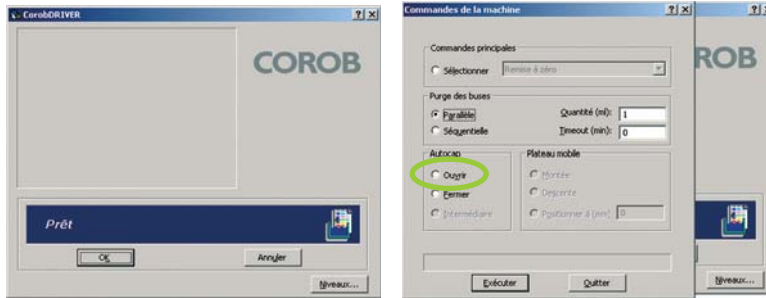 CorobDRIVER
COROB
Prêt
OK
Annuler
Niveaux...
Commandes de la machine
Commandes principales
Sélectionner Remise à zéro
Purge des buses
Parallèle Quantité (ml): 1
Séquentielle Timeout (min): 0
Autocap Plateau mobile
Ouvrir Montée
Fermer Descente
Intermédiaire Positionner à (mm) 0
Exécuter Quitter
ROB
Niveaux...